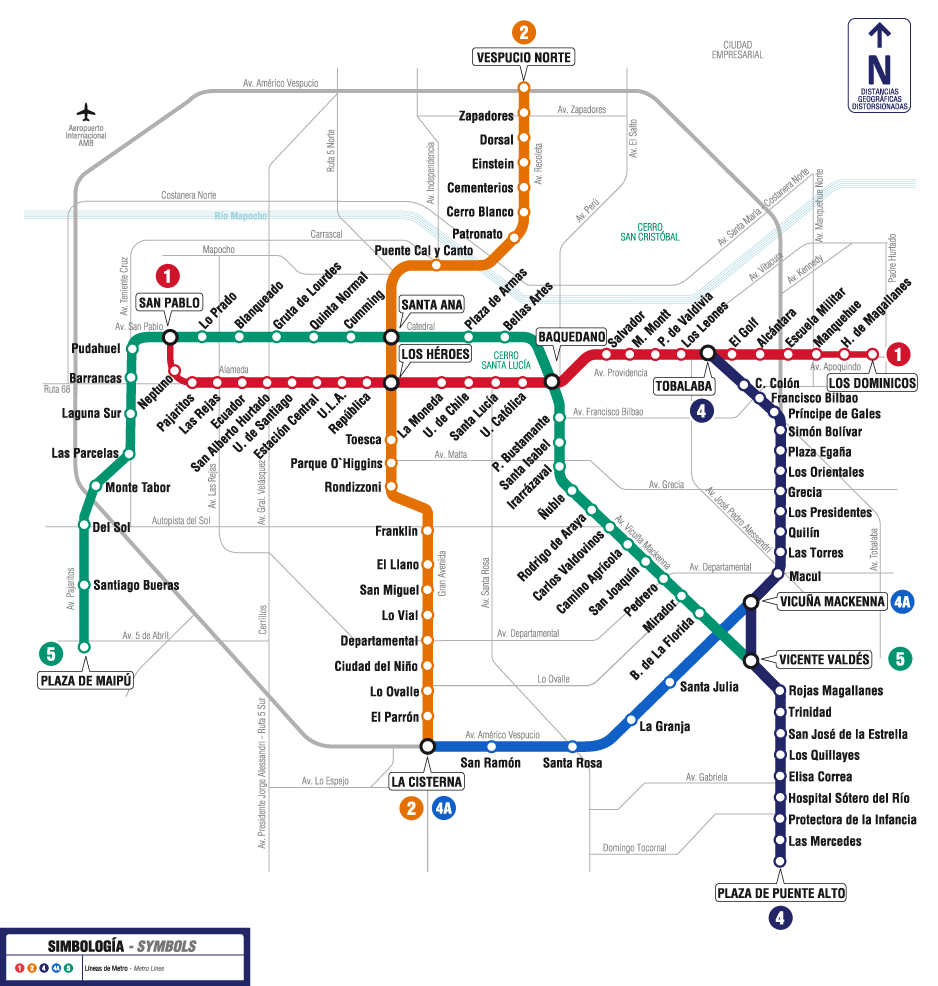 2
VESPUCIO NORTE
CIUDAD
EMPRESARIAL
N
DISTANCIAS
GEOGRÁFICAS
DISTORSIONADAS
Av. Américo Vespucio
Aeropuerto
Internacional
AMB
Zapadores
Av. Zapadores
Dorsal
Einstein
Cementerios
Cerro Blanco
Patronato
Puente Cal y Canto
Ruta 5 Norte
Av. Independencia
Av. Recoleta
Av. El Salto
Av. Perú
Costanera Norte
Río Mapocho
Carrascal
Mapocho
Av. Teniente Cruz
CERRO
SAN CRISTÓBAL
Av. Santa María
Costanera Norte
Av. Manquehue Norte
Av. Vitacura
Av. Kennedy
Padre Hurtado
1
SAN PABLO
Av. San Pablo
Lo Prado
Blanqueado
Gruta de Lourdes
Quinta Normal
Cumming
SANTA ANA
Catedral
Plaza de Armas
Bellas Artes
CERRO
SANTA LUCÍA
BAQUEDANO
LOS HÉROES
Salvador
M. Montt
P. de Valdivia
Los Leones
El Golf
Alcántara
Escuela Militar
Manquehue
H. de Magallanes
1
LOS DOMINICOS
Av. Apoquindo
Av. Providencia
TOBALABA
4
Pudahuel
Barrancas
Laguna Sur
Las Parcelas
Monte Tabor
Del Sol
Santiago Bueras
5
PLAZA DE MAIPÚ
Ruta 68
Alameda
Neptuno
Pajaritos
Las Rejas
Ecuador
San Alberto Hurtado
U. de Santiago
Estación Central
U.L.A.
República
La Moneda
U. de Chile
Santa Lucía
U. Católica
C. Colón
Francisco Bilbao
Príncipe de Gales
Simón Bolívar
Plaza Egaña
Los Orientales
Grecia
Los Presidentes
Quilín
Las Torres
Macul
Av. Francisco Bilbao
Toesca
Parque O`Higgins
Rondizzoni
Av. Matta
P. Bustamante
Santa Isabel
Irarrázaval
Ñuble
Rodrigo de Araya
Carlos Valdovinos
Camino Agrícola
San Joaquín
Pedrero
Mirador
B. de La Florida
Av. Grecia
Av. José Pedro Alessandri
Av. Tobalaba
Av. Vicuña Mackenna
Av. Departamental
Av. Las Rejas
Av. Gral. Velásquez
Autopista del Sol
Av. Pajaritos
Av. 5 de Abril
Cerrillos
Franklin
El Llano
San Miguel
Lo Vial
Departamental
Ciudad del Niño
Lo Ovalle
El Parrón
Gran Avenida
Av. Santa Rosa
Av. Departamental
Lo Ovalle
VICUÑA MACKENNA
4A
VICENTE VALDÉS
5
Santa Julia
La Granja
Av. Américo Vespucio
San Ramón
Santa Rosa
LA CISTERNA
2
4A
Av. Lo Espejo
Av. Presidente Jorge Alessandri - Ruta 5 Sur
Rojas Magallanes
Trinidad
San José de la Estrella
Los Quillayes
Elisa Correa
Hospital Sótero del Río
Protectora de la Infancia
Las Mercedes
Av. Gabriela
Domingo Tocornal
PLAZA DE PUENTE ALTO
4
SIMBOLOGÍA - SYMBOLS
1 2 4 4A 5 Líneas de Metro - Metro Lines